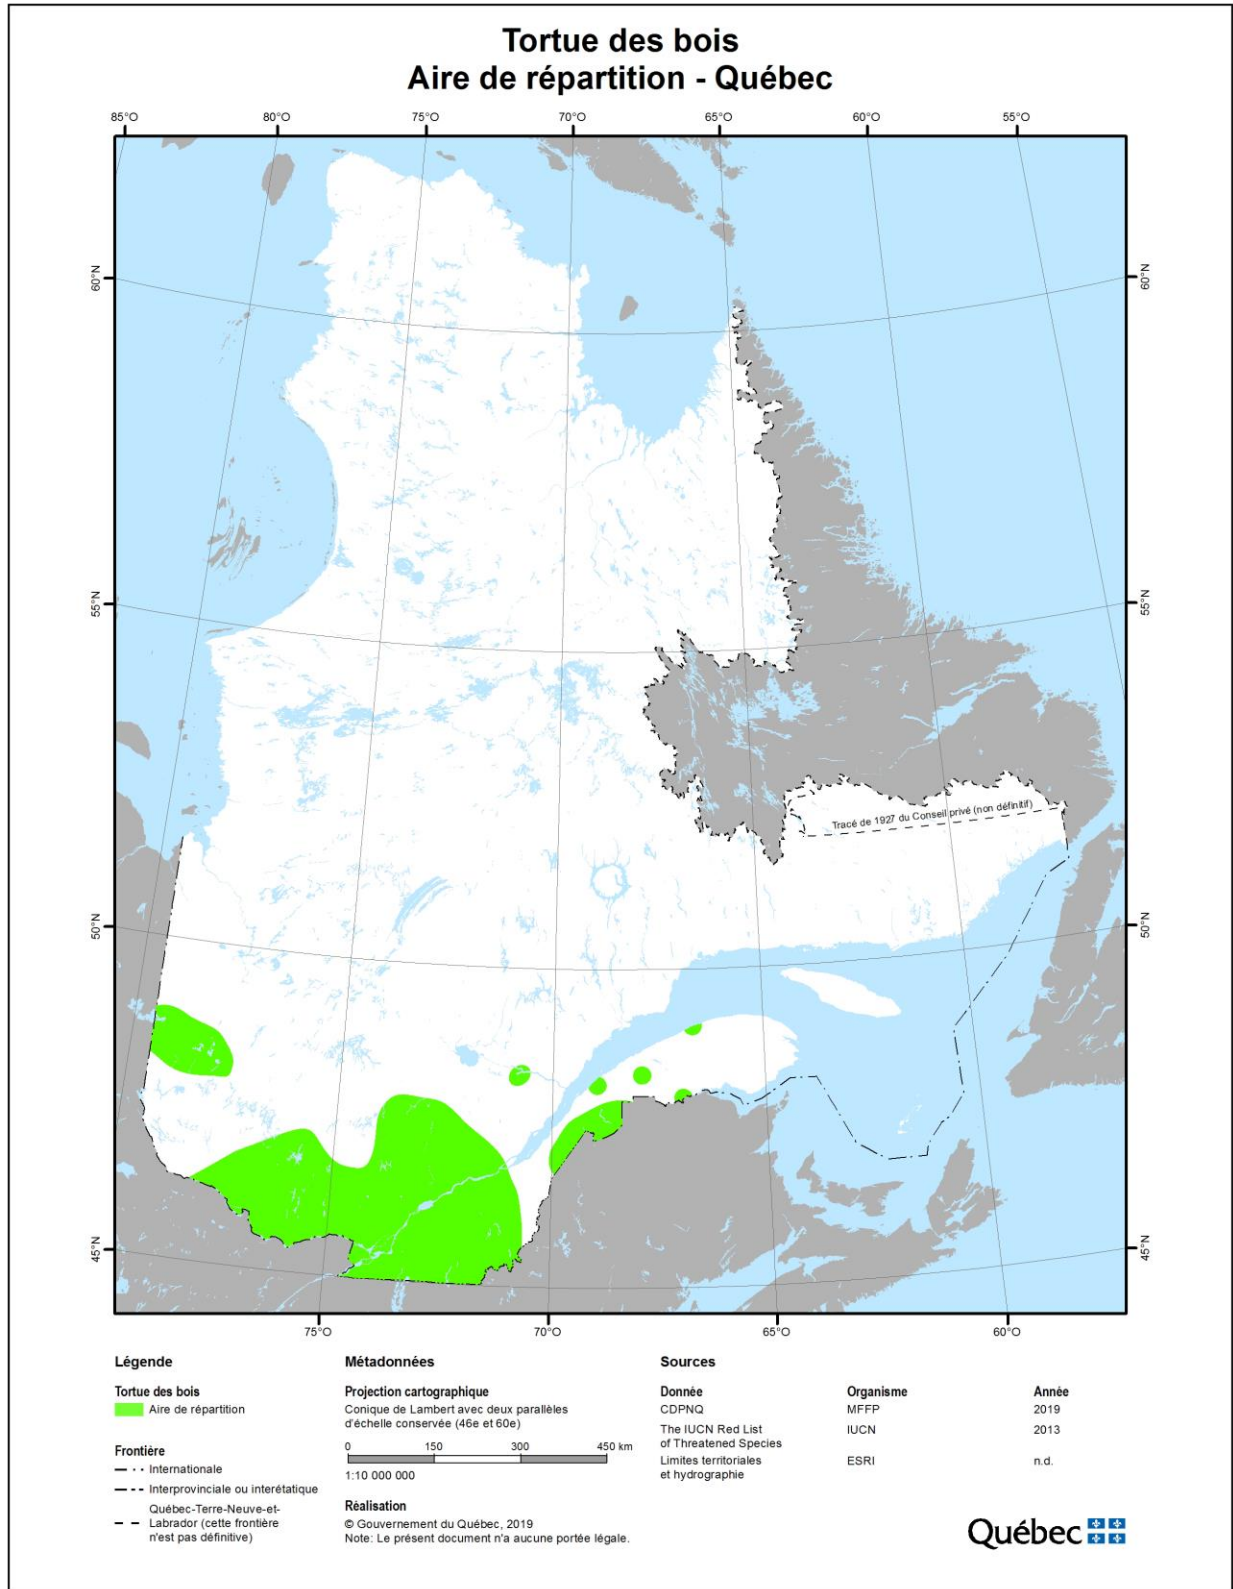 Tortue des bois
Aire de répartition - Québec
85°O
80°O
75°O
70°O
65°O
60°O
55°O
60°N
60°N
55°N
55°N
Tracé de 1927 du Conseil privé (non définitif)
50°N
50°N
45°N
45°N
75°O
70°O
65°O
60°O
Légende
Tortue des bois
Aire de répartition
Frontière
Internationale
Interprovinciale ou interétatique
Québec-Terre-Neuve-et-
Labrador (cette frontière
n'est pas définitive)
Métadonnées
Projection cartographique
Conique de Lambert avec deux parallèles
d'échelle conservée (46e et 60e)
0 150 300 450 km
1:10 000 000
Réalisation
© Gouvernement du Québec, 2019
Note: Le présent document n'a aucune portée légale.
Sources
Donnée Organisme Année
CDPNQ MFFP 2019
The IUCN Red List IUCN 2013
of Threatened Species
Limites territoriales ESRI n.d.
et hydrographie
Québec